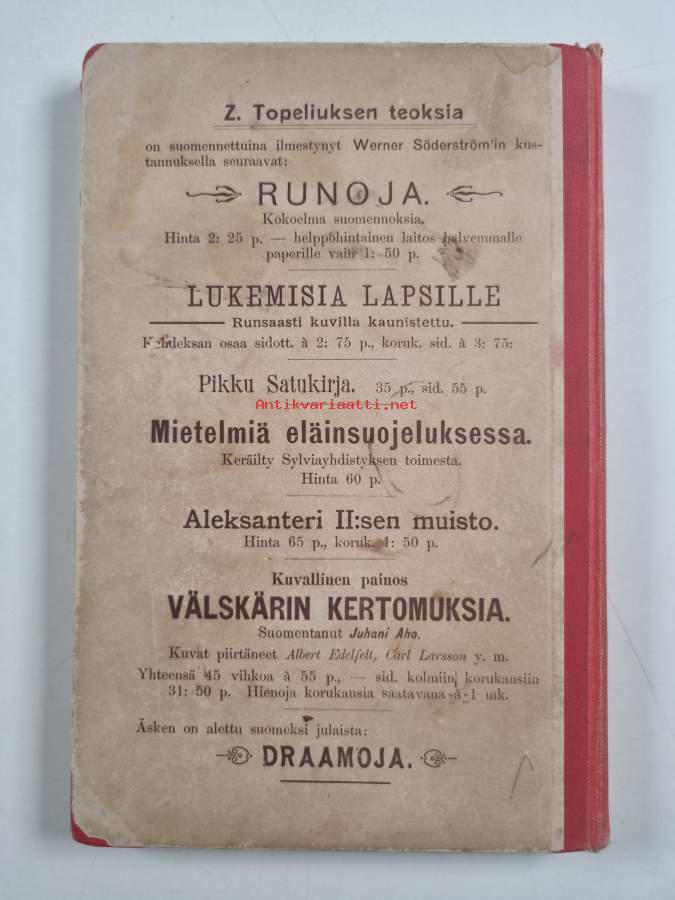 Z. Topeliuksen teoksia
on suomennettuina ilmestynyt Werner Söderström'in kus-
tannuksella seuraavat:
RUNOJA.
Kokoelma suomennoksia.
Hinta 2: 25 p. — helppohintainen laitos halvemmalle
paperille vain 1: 50 p.
LUKEMISIA LAPSILLE
Runsaasti kuvilla kaunistettu.
Kahdeksan osaa sidott. à 2: 75 p., koruk. sid. à 3: 75:
Pikku Satukirja. 35 p., sid. 55 p.
Antikvariaatti.net
Mietelmiä eläinsuojeluksessa.
Keräilty Sylviayhdistyksen toimesta.
Hinta 60 p.
Aleksanteri II:sen muisto.
Hinta 65 p., koruk. 1: 50 p.
Kuvallinen painos
VÄLSKÄRIN KERTOMUKSIA.
Suomentanut Juhani Aho.
Kuvat piirtäneet Albert Edelfelt, Carl Larsson y. m.
Yhteensä 45 vihkoa à 55 p., — sid. kolmiin korukansiin
31: 50 p. Hienoja korukansia saatavana à 1 mk.
Äsken on alettu suomeksi julaista:
DRAAMOJA.